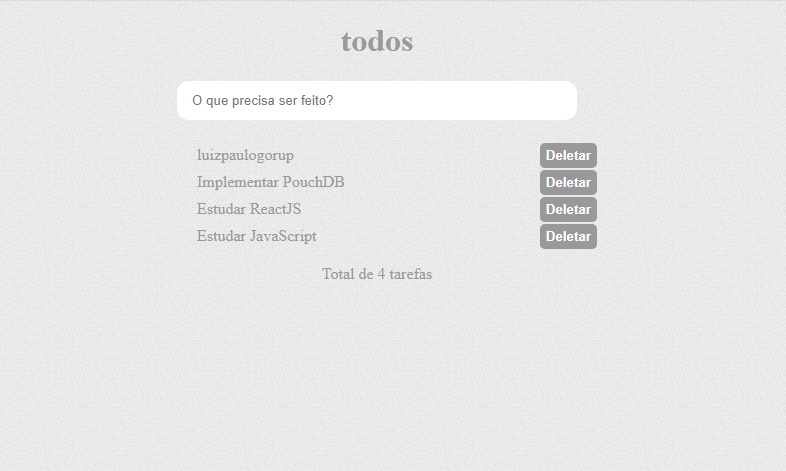 todos
O que precisa ser feito?
luizpaulogorup Deletar
Implementar PouchDB Deletar
Estudar ReactJS Deletar
Estudar JavaScript Deletar
Total de 4 tarefas